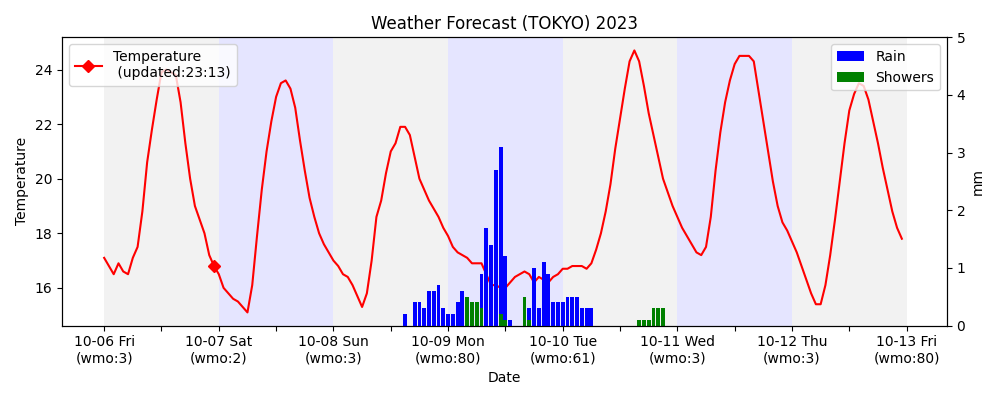 Weather Forecast (TOKYO) 2023
Temperature
(updated:23:13)
Rain
Showers
24
22
20
18
16
Temperature
5
4
3
2
1
0
mm
10-06 Fri
(wmo:3)
10-07 Sat
(wmo:2)
10-08 Sun
(wmo:3)
10-09 Mon
(wmo:80)
10-10 Tue
(wmo:61)
10-11 Wed
(wmo:3)
10-12 Thu
(wmo:3)
10-13 Fri
(wmo:80)
Date